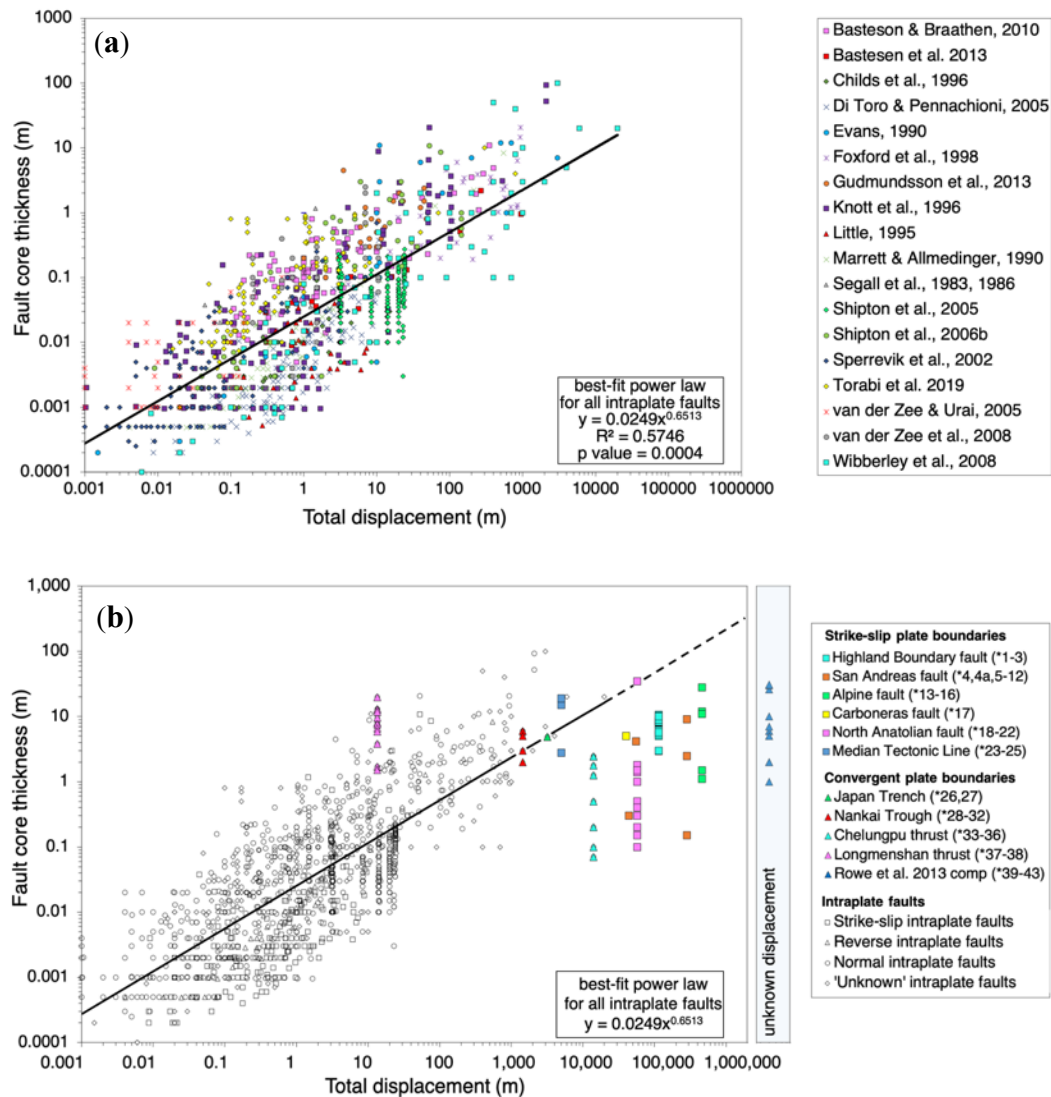 (a)
Fault core thickness (m)
1000
100
10
1
0.1
0.01
0.001
0.0001
0.001
0.01
0.1
1
10
100
1000
10000
100000
1000000
Total displacement (m)
best-fit power law
for all intraplate faults
y = 0.0249x^0.6513
R² = 0.5746
p value = 0.0004
Basteson & Braathen, 2010
Bastesen et al. 2013
Childs et al., 1996
Di Toro & Pennachioni, 2005
Evans, 1990
Foxford et al., 1998
Gudmundsson et al., 2013
Knott et al., 1996
Little, 1995
Marrett & Allmedinger, 1990
Segall et al., 1983, 1986
Shipton et al., 2005
Shipton et al., 2006b
Sperrevik et al., 2002
Torabi et al. 2019
van der Zee & Urai, 2005
van der Zee et al., 2008
Wibberley et al., 2008
(b)
Fault core thickness (m)
1,000
100
10
1
0.1
0.01
0.001
0.0001
0.001
0.01
0.1
1
10
100
1,000
10,000
100,000
1,000,000
Total displacement (m)
best-fit power law
for all intraplate faults
y = 0.0249x^0.6513
unknown displacement
Strike-slip plate boundaries
Highland Boundary fault (*1-3)
San Andreas fault (*4,4a,5-12)
Alpine fault (*13-16)
Carboneras fault (*17)
North Anatolian fault (*18-22)
Median Tectonic Line (*23-25)
Convergent plate boundaries
Japan Trench (*26,27)
Nankai Trough (*28-32)
Chelungpu thrust (*33-36)
Longmenshan thrust (*37-38)
Rowe et al. 2013 comp (*39-43)
Intraplate faults
Strike-slip intraplate faults
Reverse intraplate faults
Normal intraplate faults
'Unknown' intraplate faults